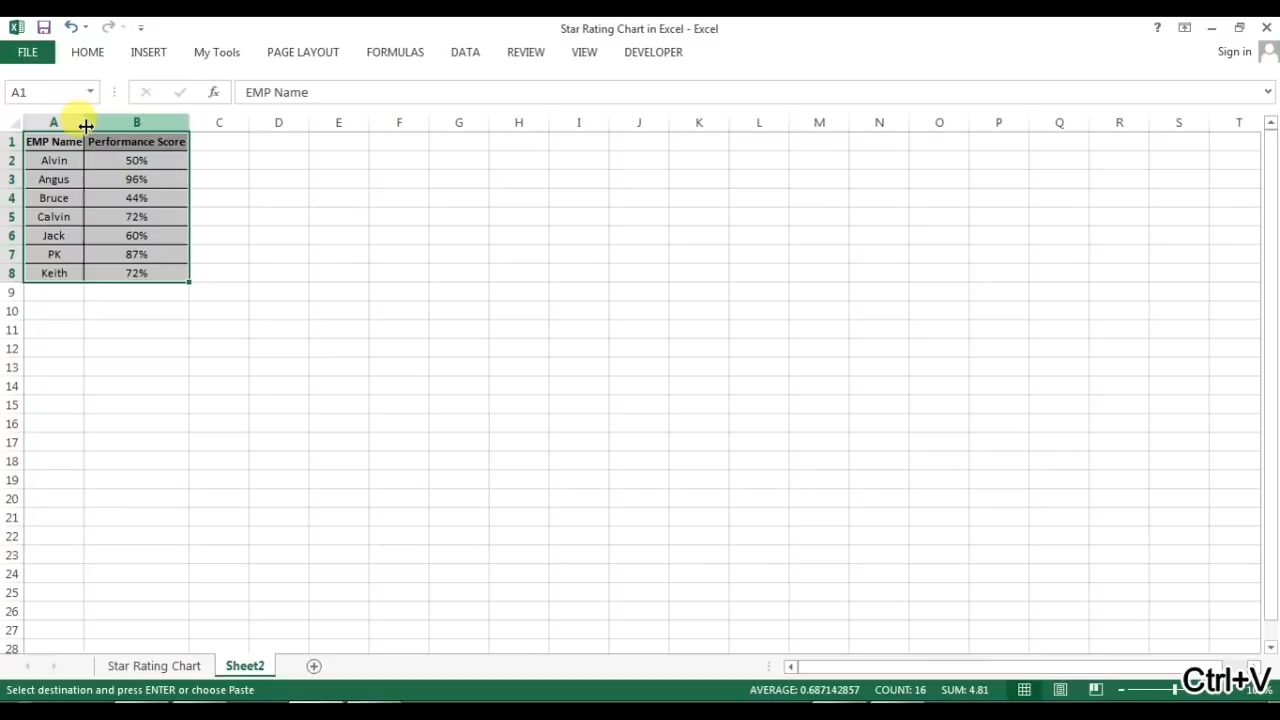 Star Rating Chart in Excel - Excel
?
Sign in
FILE HOME INSERT My Tools PAGE LAYOUT FORMULAS DATA REVIEW VIEW DEVELOPER
A1 fx EMP Name
A B C D E F G H I J K L M N O P Q R S T
1 EMP Name Performance Score
2 Alvin 50%
3 Angus 96%
4 Bruce 44%
5 Calvin 72%
6 Jack 60%
7 PK 87%
8 Keith 72%
9
10
11
12
13
14
15
16
17
18
19
20
21
22
23
24
25
26
27
28
Star Rating Chart Sheet2
Select destination and press ENTER or choose Paste AVERAGE: 0.687142857 COUNT: 16 SUM: 4.81
Ctrl+V